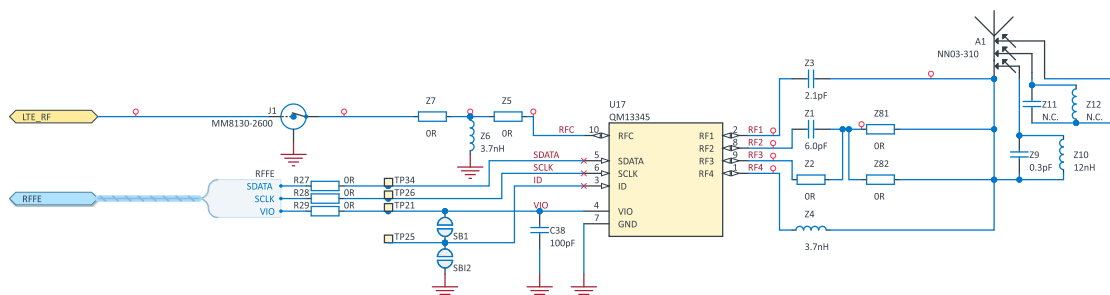 A1
NN03-310
Z3
2.1pF
Z11
N.C.
Z12
N.C.
LTE_RF
J1
MM8130-2600
Z7
0R
Z5
0R
Z6
3.7nH
RFC
U17
QM13345
10
RFC
RF1
2
RF1
RF2
8
RF2
RF3
9
RF3
RF4
1
RF4
Z1
6.0pF
Z81
0R
Z2
0R
Z82
0R
Z9
0.3pF
Z10
12nH
SDATA
5
SDATA
SCLK
6
SCLK
ID
3
ID
VIO
4
VIO
7
GND
RFFE
RFFE
SDATA
SCLK
VIO
R27
0R
R28
0R
R29
0R
TP34
TP26
TP21
TP25
SB1
SBI2
C38
100pF
Z4
3.7nH